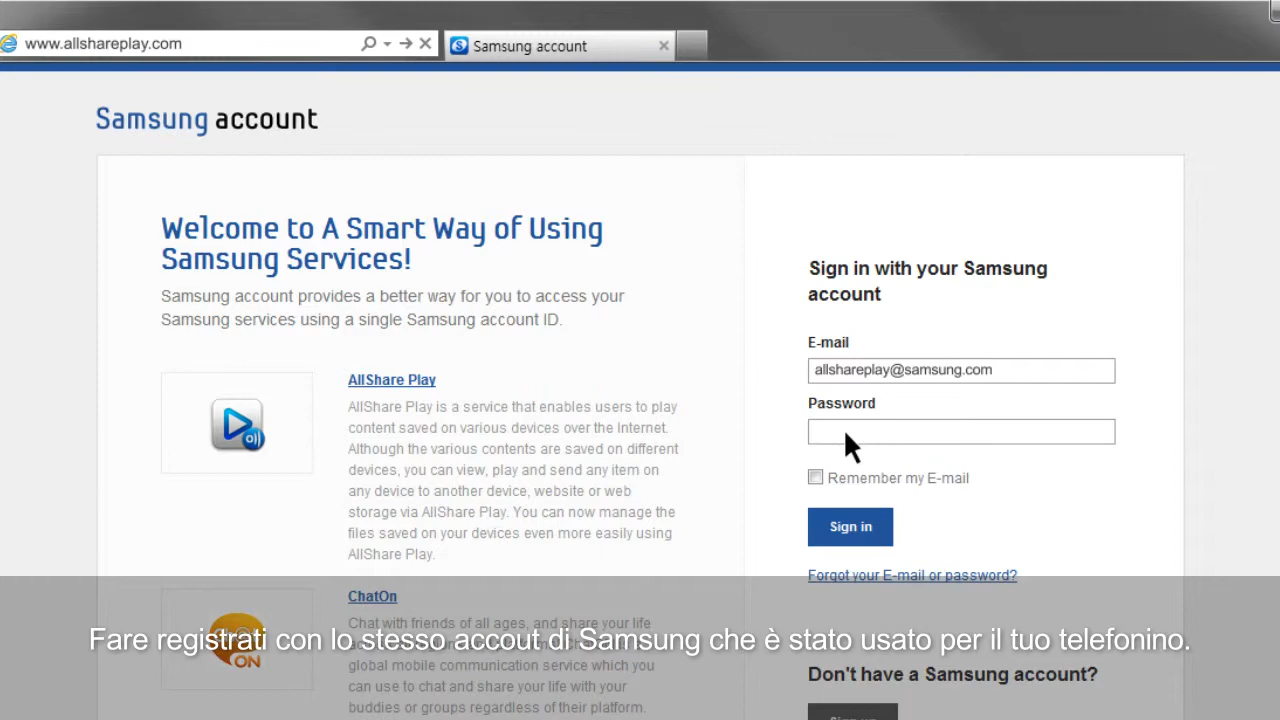 www.allshareplay.com
Samsung account
Samsung account
Welcome to A Smart Way of Using
Samsung Services!
Samsung account provides a better way for you to access your
Samsung services using a single Samsung account ID.
AllShare Play
AllShare Play is a service that enables users to play
content saved on various devices over the Internet.
Although the various contents are saved on different
devices, you can view, play and send any item on
any device to another device, website or web
storage via AllShare Play. You can now manage the
files saved on your devices even more easily using
AllShare Play.
ChatOn
Chat with friends of all ages, and share your life
global mobile communication service which you
can use to chat and share your life with your
buddies or groups regardless of their platform.
Sign in with your Samsung
account
E-mail
allshareplay@samsung.com
Password
Remember my E-mail
Sign in
Forgot your E-mail or password?
Don't have a Samsung account?
Sign up
Fare registrati con lo stesso accout di Samsung che è stato usato per il tuo telefonino.